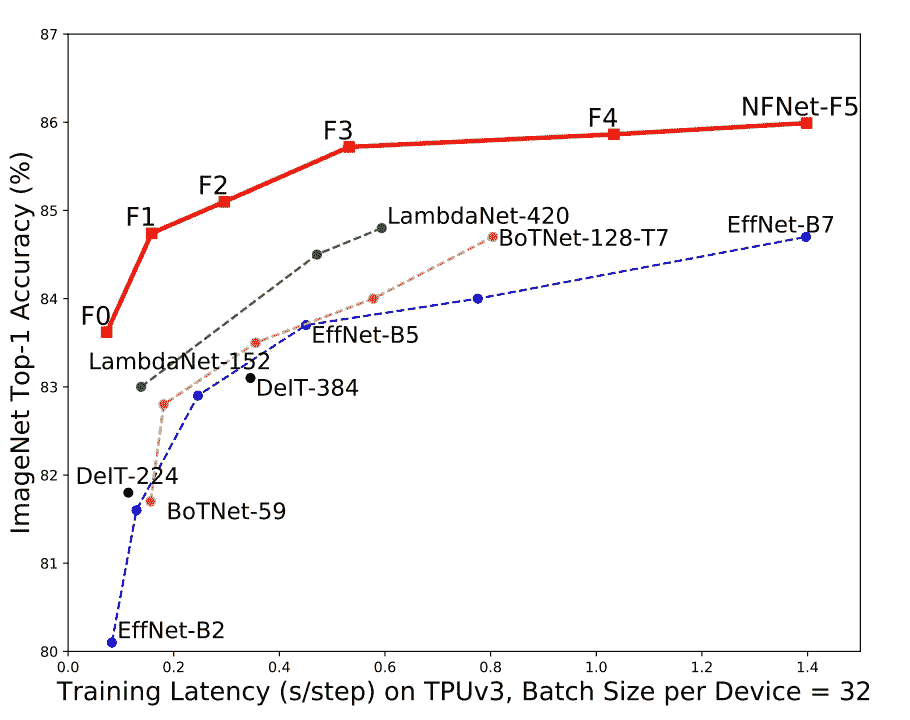 87
86
85
84
83
82
81
80
ImageNet Top-1 Accuracy (%)
NFNet-F5
F4
F3
F2
F1
F0
LambdaNet-420
BoTNet-128-T7
EffNet-B7
EffNet-B5
LambdaNet-152
DeIT-384
DeIT-224
BoTNet-59
EffNet-B2
0.0 0.2 0.4 0.6 0.8 1.0 1.2 1.4
Training Latency (s/step) on TPUv3, Batch Size per Device = 32